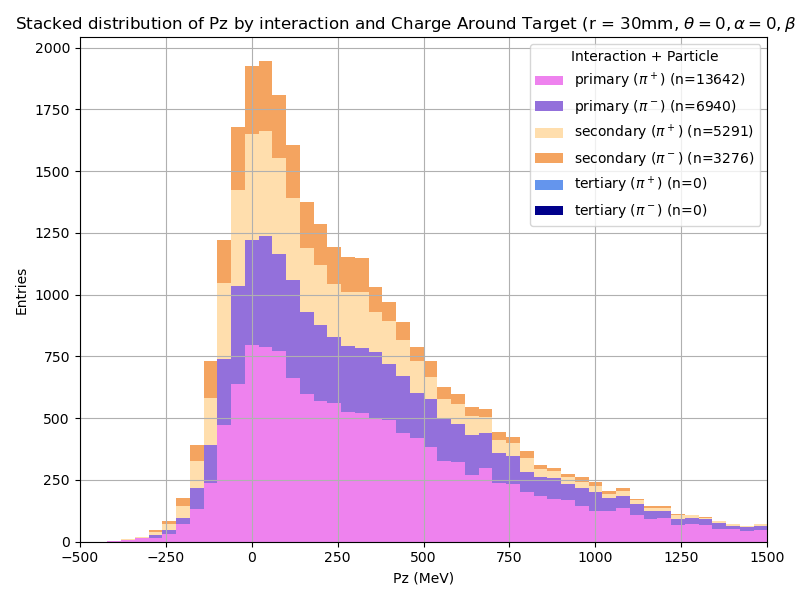 Stacked distribution of Pz by interaction and Charge Around Target (r = 30mm, θ = 0, α = 0, β
Interaction + Particle
primary (π⁺) (n=13642)
primary (π⁻) (n=6940)
secondary (π⁺) (n=5291)
secondary (π⁻) (n=3276)
tertiary (π⁺) (n=0)
tertiary (π⁻) (n=0)
Entries
2000
1750
1500
1250
1000
750
500
250
0
−500
−250
0
250
500
750
1000
1250
1500
Pz (MeV)